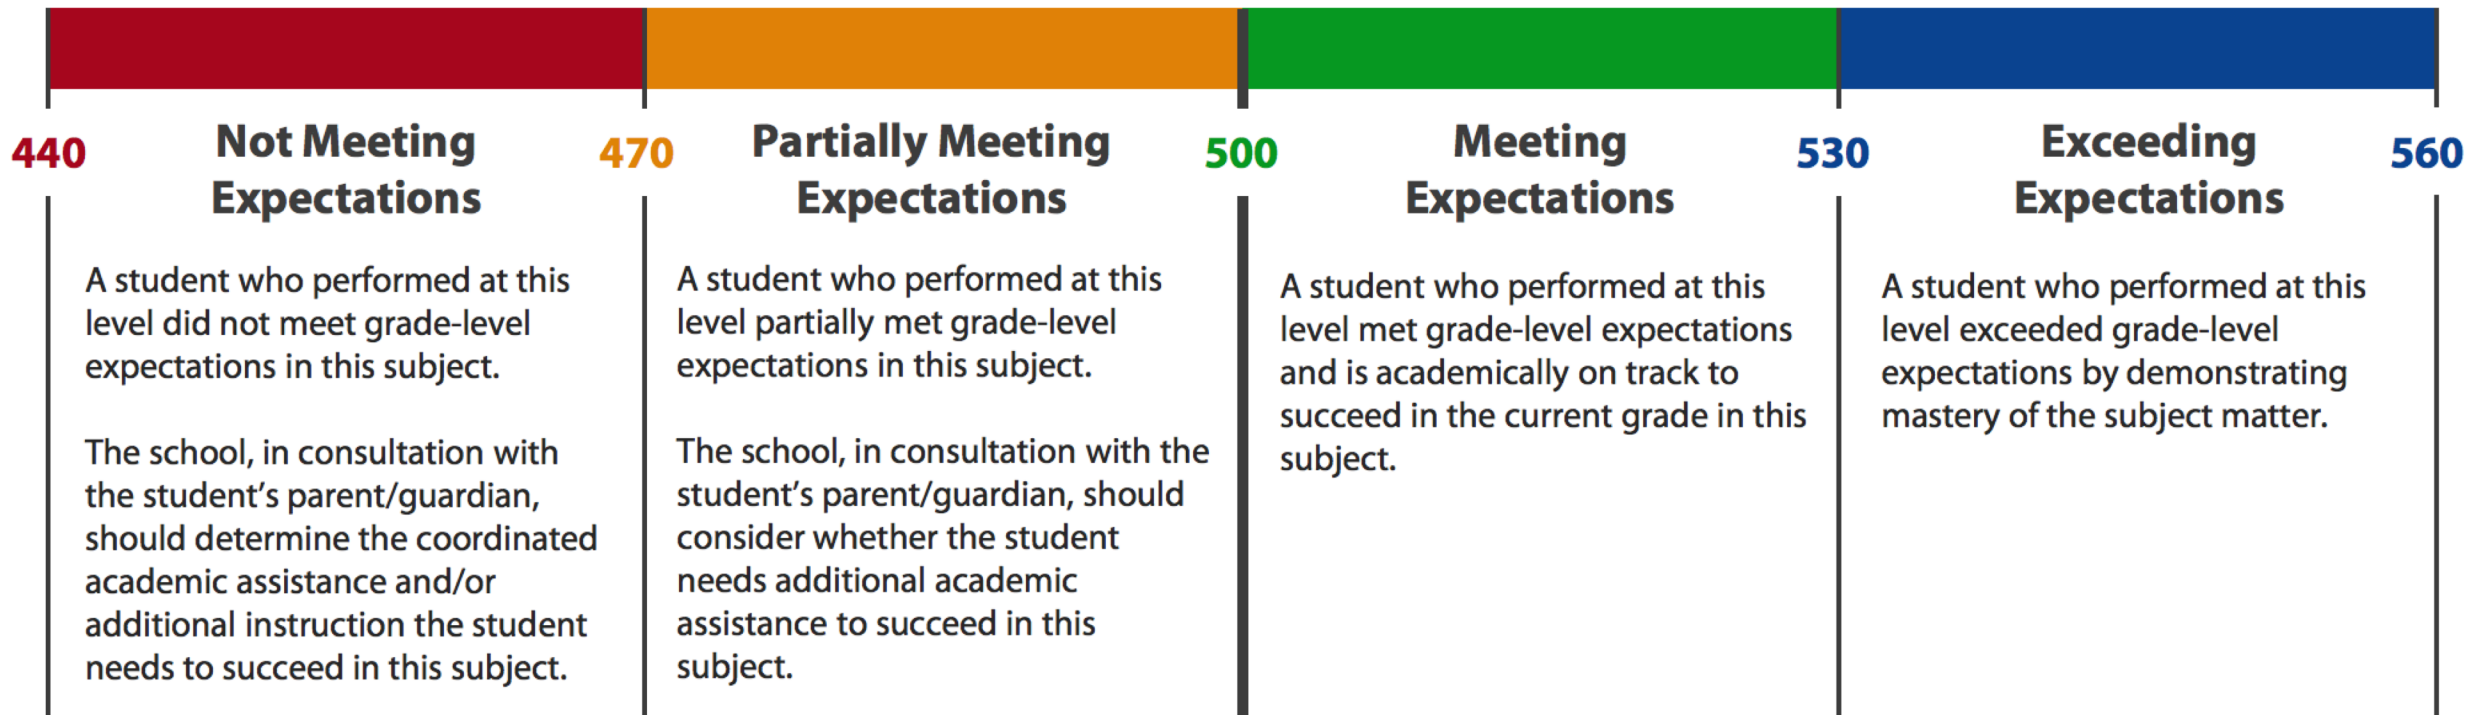 440
Not Meeting
Expectations
A student who performed at this
level did not meet grade-level
expectations in this subject.
The school, in consultation with
the student’s parent/guardian,
should determine the coordinated
academic assistance and/or
additional instruction the student
needs to succeed in this subject.
470
Partially Meeting
Expectations
A student who performed at this
level partially met grade-level
expectations in this subject.
The school, in consultation with the
student’s parent/guardian, should
consider whether the student
needs additional academic
assistance to succeed in this
subject.
500
Meeting
Expectations
A student who performed at this
level met grade-level expectations
and is academically on track to
succeed in the current grade in this
subject.
530
Exceeding
Expectations
A student who performed at this
level exceeded grade-level
expectations by demonstrating
mastery of the subject matter.
560